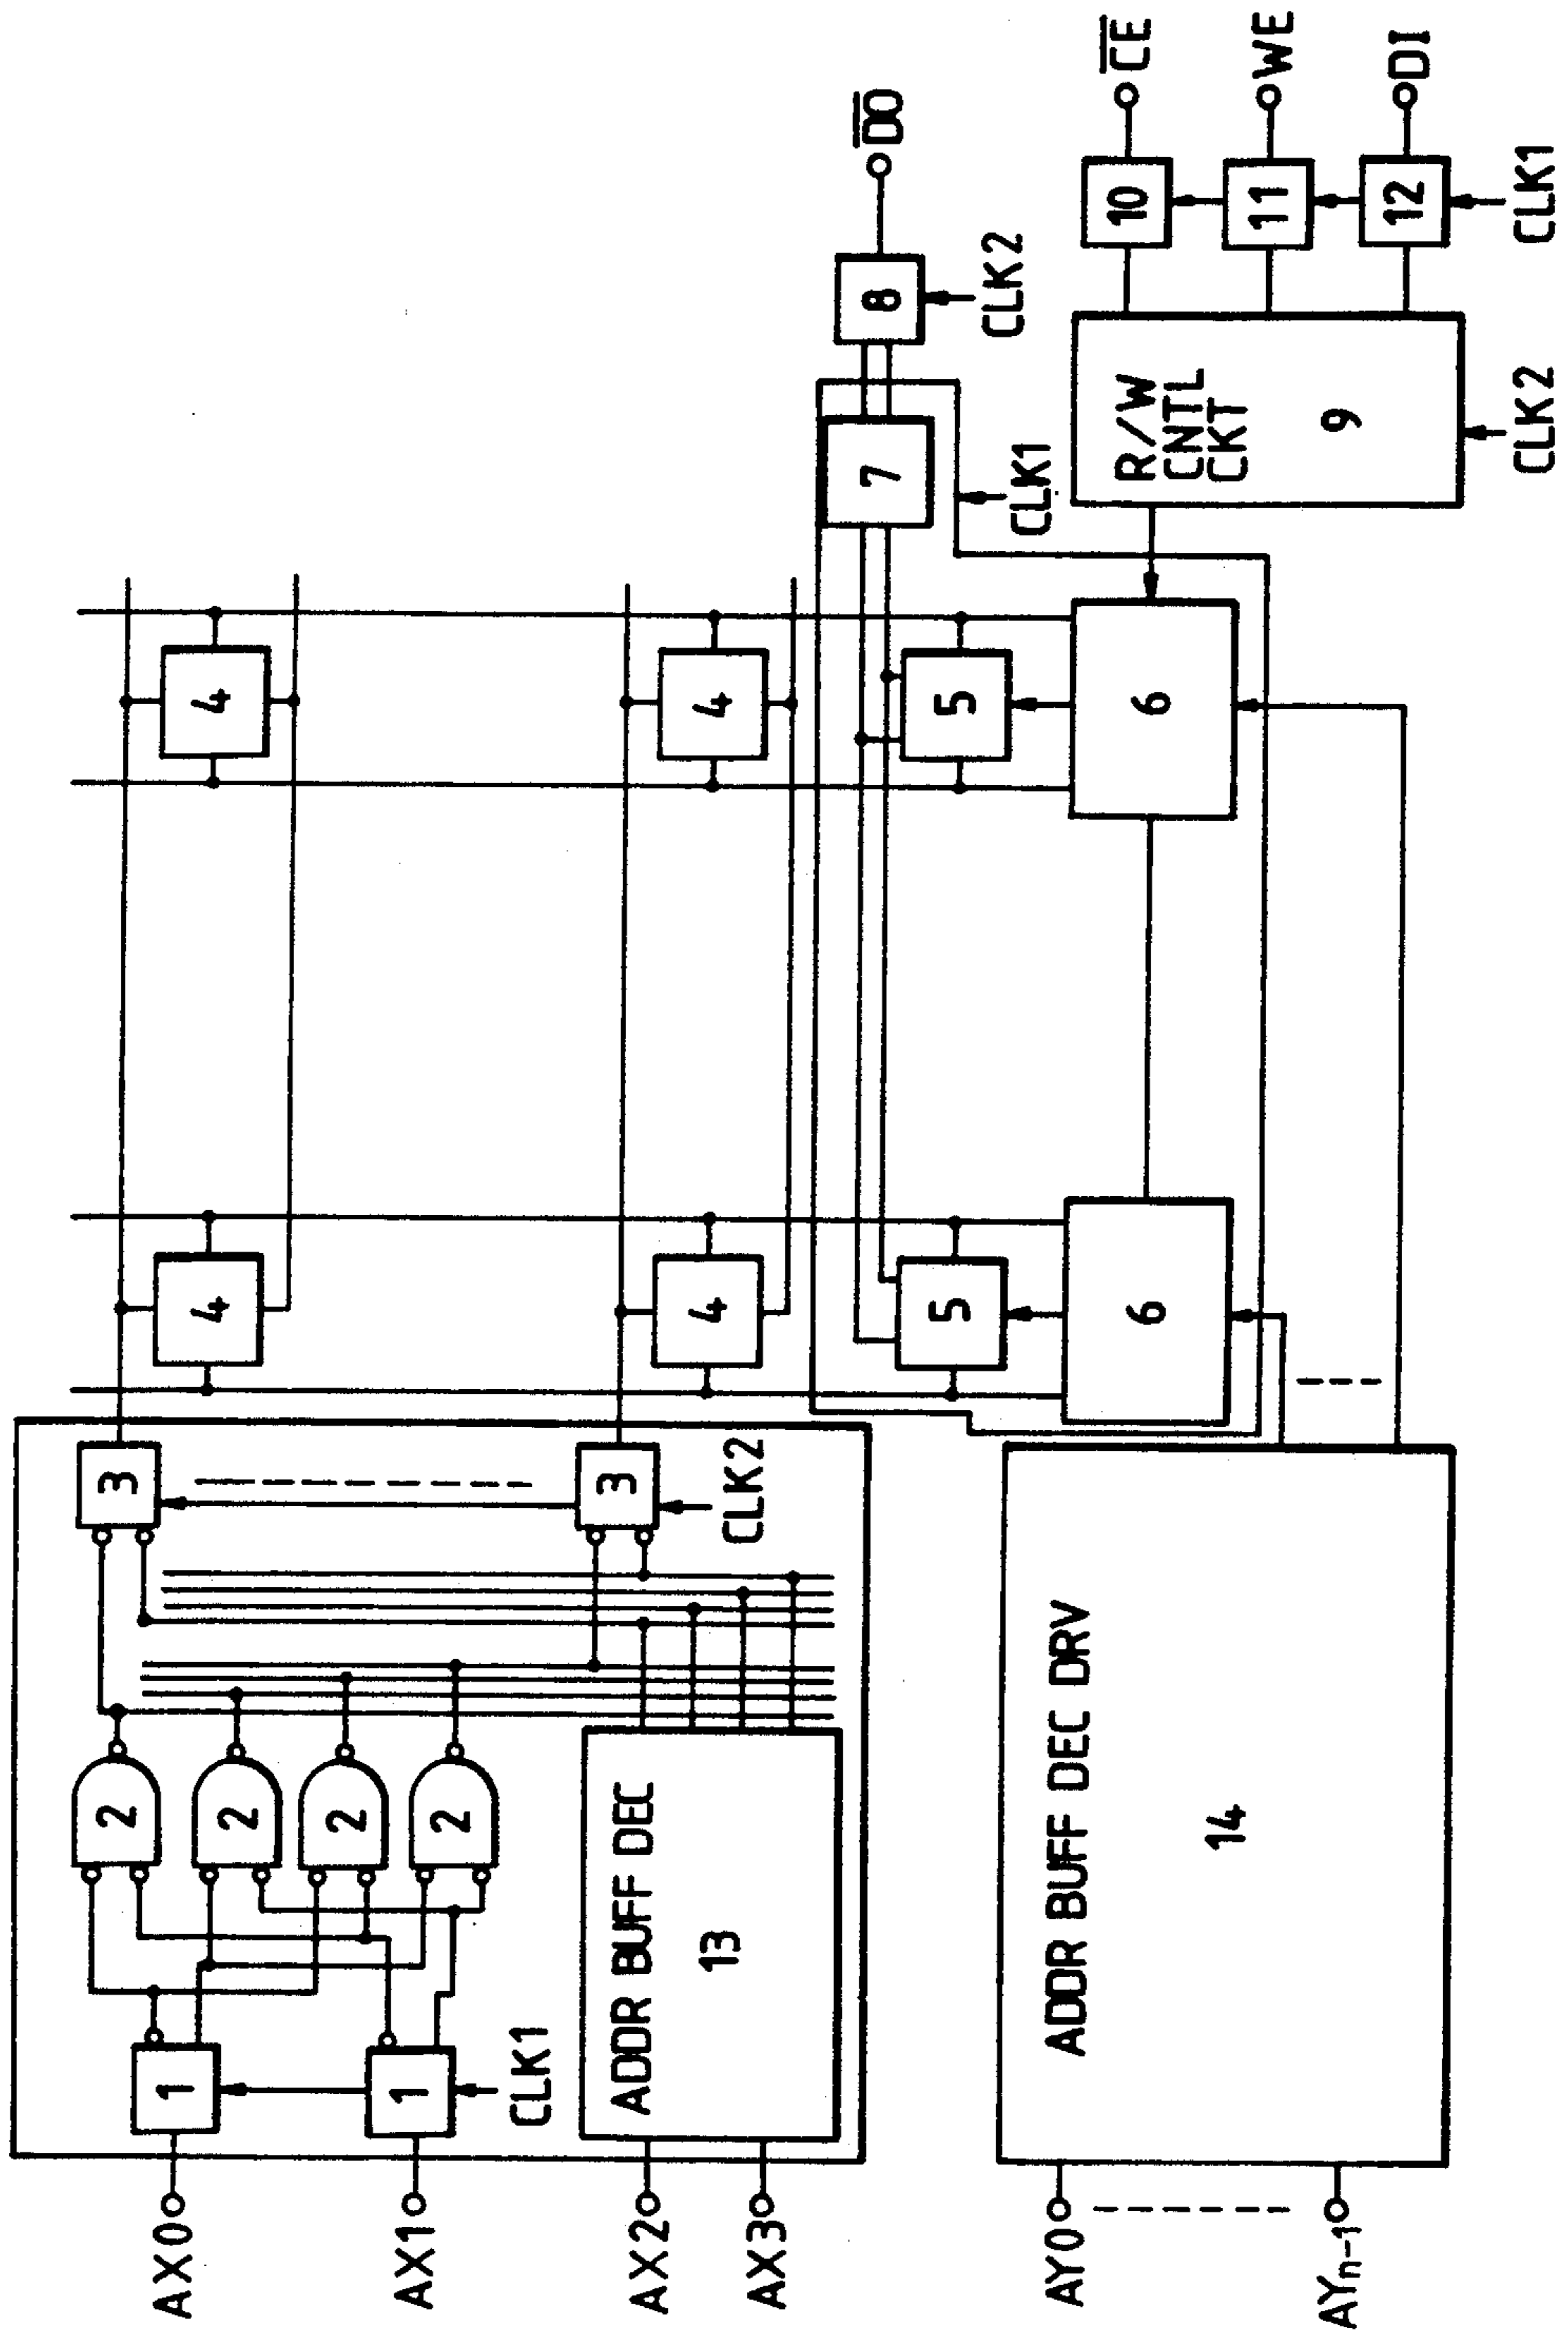 AX0
1
2
3
4
4
2
2
AX1
1
2
CLK1
AX2
ADDR BUFF DEC
13
AX3
3
CLK2
4
4
5
5
7
CLK1
8
CLK2
D̅O̅
AY0
ADDR BUFF DEC DRV
14
AYn-1
6
6
R/W
CNTL
CKT
9
CLK2
10
C̅E̅
11
WE
12
DI
CLK1